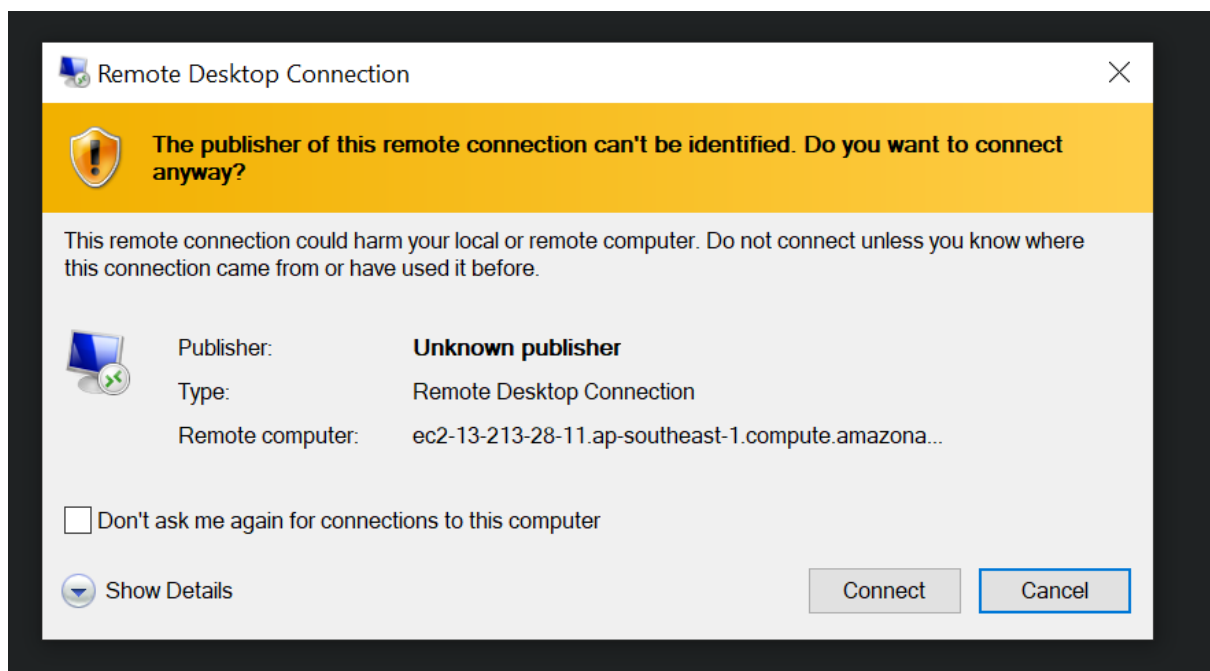 Remote Desktop Connection
The publisher of this remote connection can't be identified. Do you want to connect
anyway?
This remote connection could harm your local or remote computer. Do not connect unless you know where
this connection came from or have used it before.
Publisher: Unknown publisher
Type: Remote Desktop Connection
Remote computer: ec2-13-213-28-11.ap-southeast-1.compute.amazona...
Don't ask me again for connections to this computer
Show Details Connect Cancel